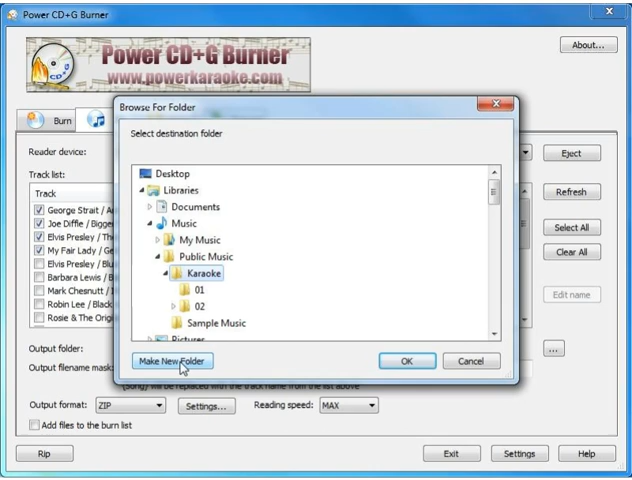 Power CD+G Burner
Power CD+G Burner
www.powerkaraoke.com
About...
Burn
Browse For Folder
Select destination folder
Desktop
Libraries
Documents
Music
My Music
Public Music
Karaoke
01
02
Sample Music
Pictures
Make New Folder
OK
Cancel
Reader device:
Eject
Track list:
Refresh
Track
George Strait /
Select All
Joe Diffie / Bigge
Elvis Presley / Th
Clear All
My Fair Lady / Ge
Elvis Presley / Blu
Barbara Lewis / B
Mark Chesnutt /
Edit name
Robin Lee / Black
Rosie & The Origi
Output folder:
...
Output filename mask:
(Song) will be replaced with the track name from the list above
Output format:
ZIP
Settings...
Reading speed:
MAX
Add files to the burn list
Rip
Exit
Settings
Help